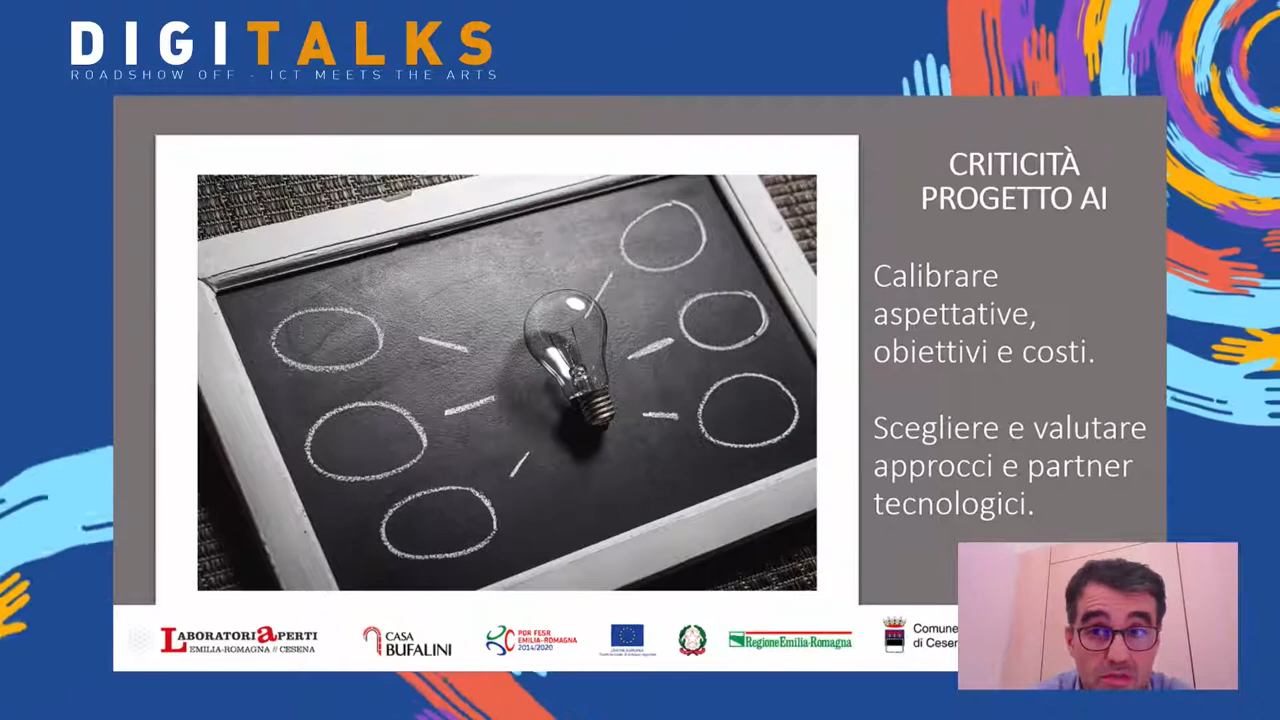 DIGITALKS
ROADSHOW OFF - ICT MEETS THE ARTS
CRITICITÀ
PROGETTO AI
Calibrare
aspettative,
obiettivi e costi.
Scegliere e valutare
approcci e partner
tecnologici.
LABORATORI APERTI
EMILIA-ROMAGNA // CESENA
CASA
BUFALINI
POR FESR
EMILIA-ROMAGNA
2014/2020
RegioneEmilia-Romagna
Comune
di Cesen